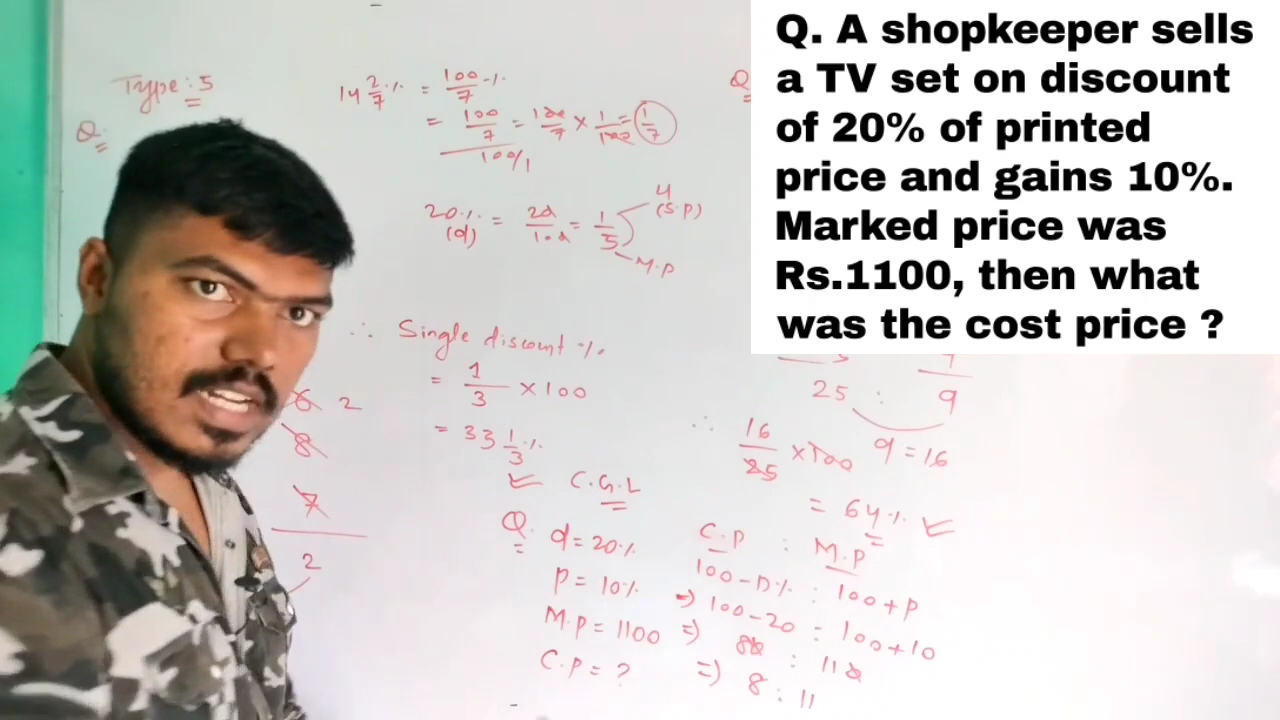 Type:5
Q:
14 2/7 % = 100/7 %
= 100/7 / 100/1 = 100/7 × 1/100 = 1/7
20% (d) = 20/100 = 1/5
4 (S.P)
M.P
∴ Single discount %
= 1/3 × 100
= 33 1/3 %
C.G.L
6 2
8
7
2
Q
Q. A shopkeeper sells
a TV set on discount
of 20% of printed
price and gains 10%.
Marked price was
Rs.1100, then what
was the cost price ?
25 : 9
∴ 16/25 × 100 9 = 16
= 64%
Q. d = 20%
P = 10%
M.P = 1100
C.P = ?
C.P : M.P
100 - D% : 100 + P
=) 100 - 20 : 100 + 10
=) 80 : 110
=) 8 : 11